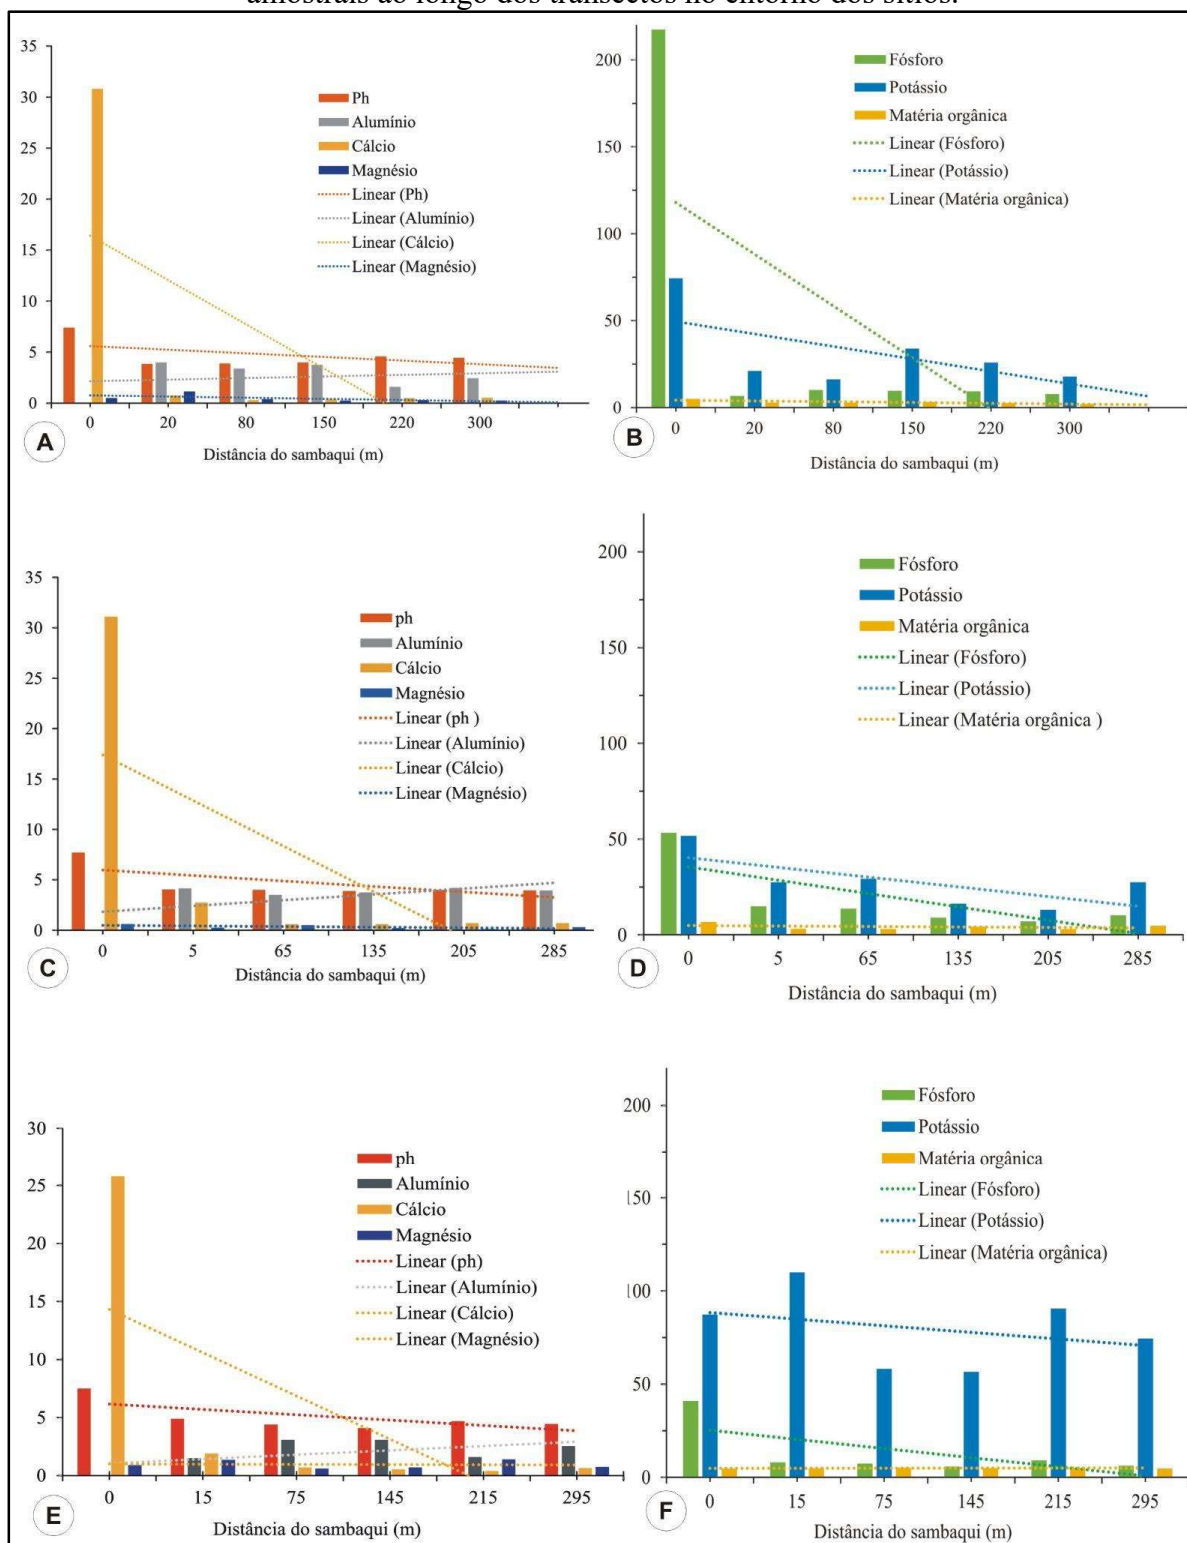 amostrais ao longo dos transectos no entorno dos sítios.
35
30
25
20
15
10
5
0
Ph
Alumínio
Cálcio
Magnésio
Linear (Ph)
Linear (Alumínio)
Linear (Cálcio)
Linear (Magnésio)
0 20 80 150 220 300
Distância do sambaqui (m)
A
200
150
100
50
0
Fósforo
Potássio
Matéria orgânica
Linear (Fósforo)
Linear (Potássio)
Linear (Matéria orgânica)
0 20 80 150 220 300
Distância do sambaqui (m)
B
35
30
25
20
15
10
5
0
ph
Alumínio
Cálcio
Magnésio
Linear (ph )
Linear (Alumínio)
Linear (Cálcio)
Linear (Magnésio)
0 5 65 135 205 285
Distância do sambaqui (m)
C
200
150
100
50
0
Fósforo
Potássio
Matéria orgânica
Linear (Fósforo)
Linear (Potássio)
Linear (Matéria orgânica )
0 5 65 135 205 285
Distância do sambaqui (m)
D
30
25
20
15
10
5
0
ph
Alumínio
Cálcio
Magnésio
Linear (ph)
Linear (Alumínio)
Linear (Cálcio)
Linear (Magnésio)
0 15 75 145 215 295
Distância do sambaqui (m)
E
200
150
100
50
0
Fósforo
Potássio
Matéria orgânica
Linear (Fósforo)
Linear (Potássio)
Linear (Matéria orgânica)
0 15 75 145 215 295
Distância do sambaqui (m)
F